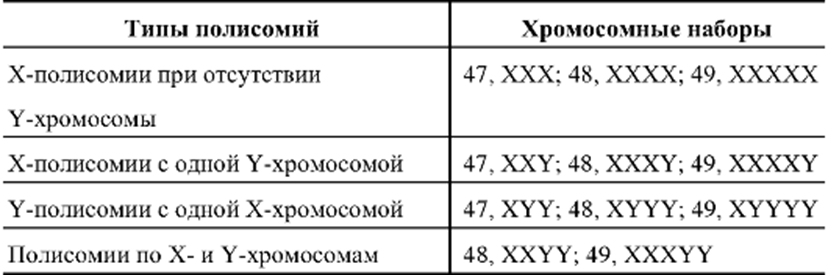 Типы полисомий Хромосомные наборы
X-полисомии при отсутствии 47, XXX; 48, XXXX; 49, XXXXX
Y-хромосомы
X-полисомии с одной Y-хромосомой 47, XXY; 48, XXXY; 49, XXXXY
Y-полисомии с одной X-хромосомой 47, XYY; 48, XYYY; 49, XYYYY
Полисомии по X- и Y-хромосомам 48, XXYY; 49, XXXYY